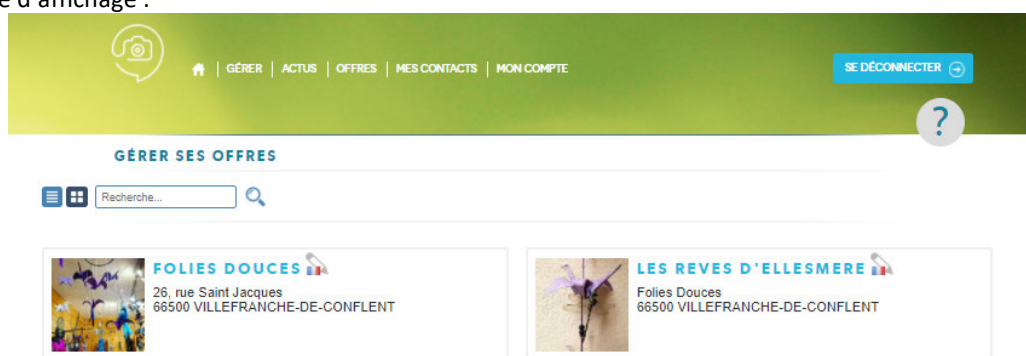 e d'affichage :
GÉRER | ACTUS | OFFRES | MES CONTACTS | MON COMPTE
SE DÉCONNECTER
?
GÉRER SES OFFRES
Recherche...
FOLIES DOUCES
26, rue Saint Jacques
66500 VILLEFRANCHE-DE-CONFLENT
LES REVES D'ELLESMERE
Folies Douces
66500 VILLEFRANCHE-DE-CONFLENT